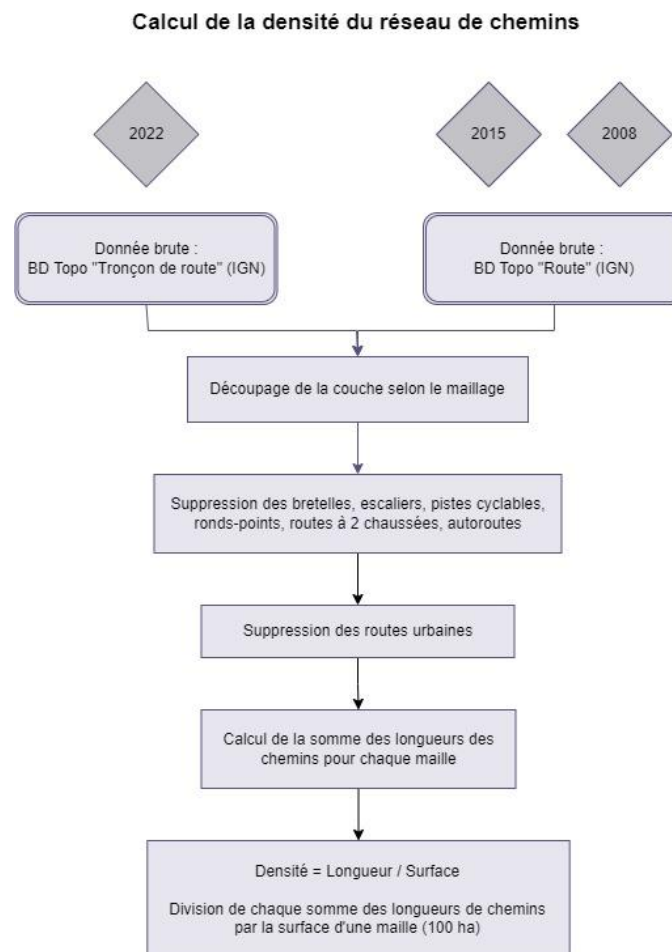 Calcul de la densité du réseau de chemins
2022
2015
2008
Donnée brute :
BD Topo "Tronçon de route" (IGN)
Donnée brute :
BD Topo "Route" (IGN)
Découpage de la couche selon le maillage
Suppression des bretelles, escaliers, pistes cyclables,
ronds-points, routes à 2 chaussées, autoroutes
Suppression des routes urbaines
Calcul de la somme des longueurs des
chemins pour chaque maille
Densité = Longueur / Surface
Division de chaque somme des longueurs de chemins
par la surface d'une maille (100 ha)